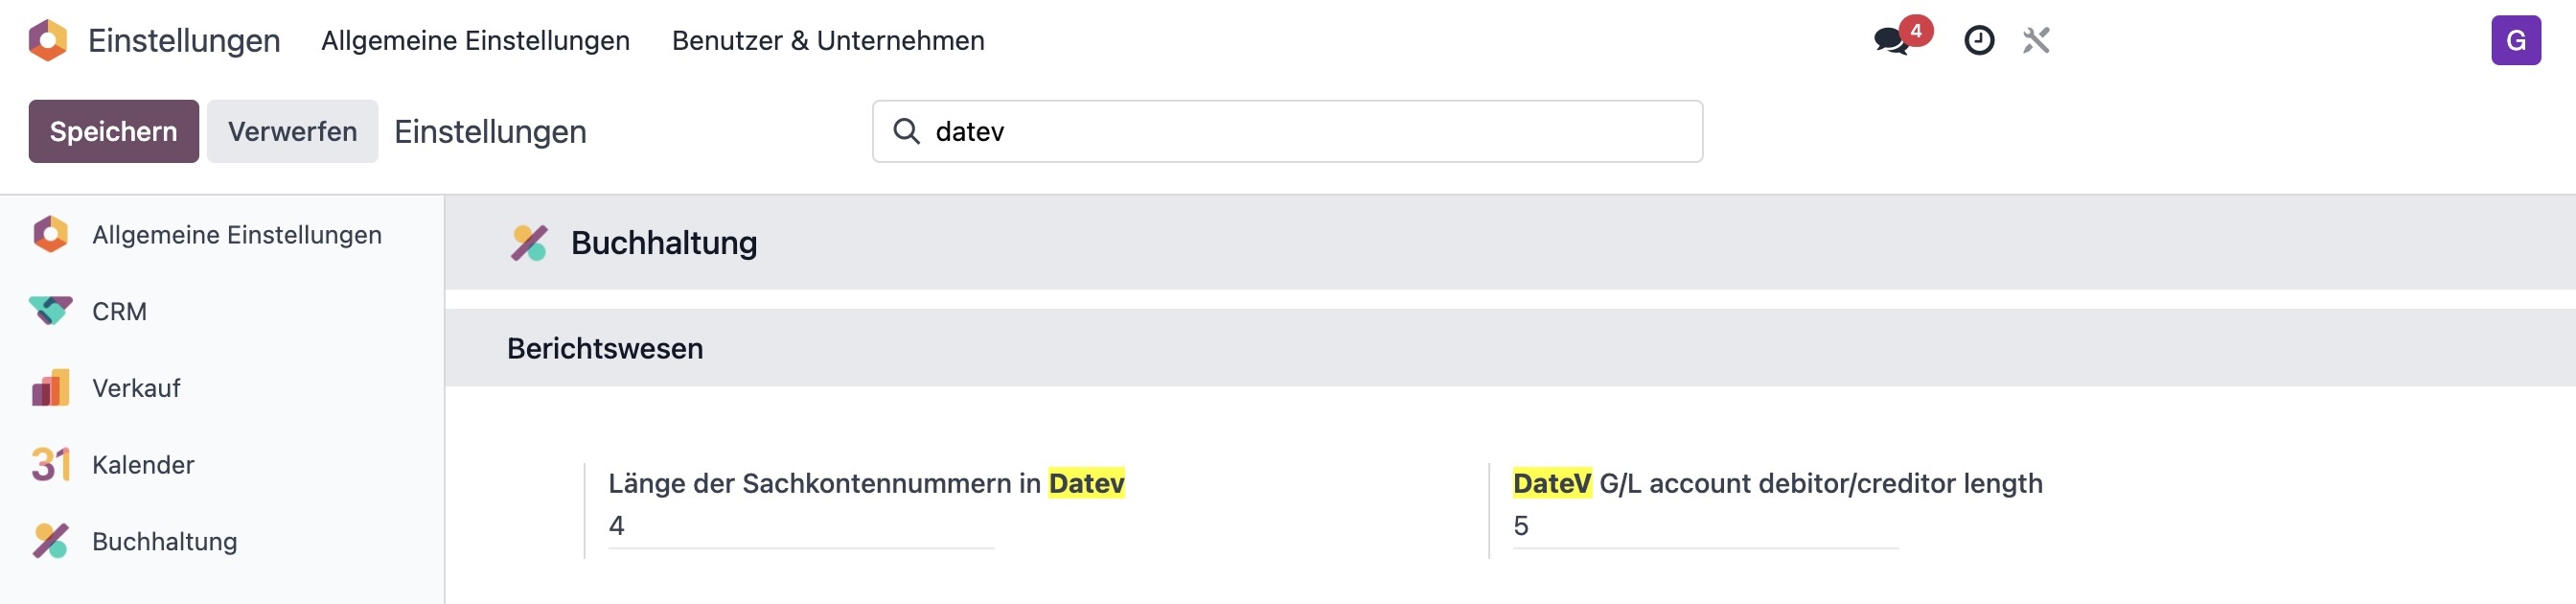 Einstellungen Allgemeine Einstellungen Benutzer & Unternehmen 4 G
Speichern Verwerfen Einstellungen datev
Allgemeine Einstellungen
CRM
Verkauf
31 Kalender
Buchhaltung
Buchhaltung
Berichtswesen
Länge der Sachkontennummern in Datev
4
DateV G/L account debitor/creditor length
5